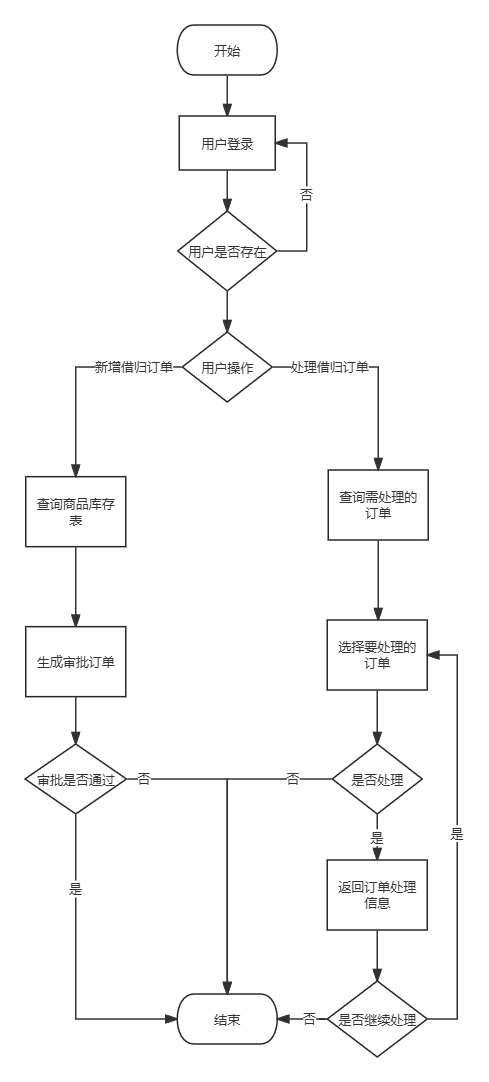 开始
用户登录
否
用户是否存在
新增借归订单
用户操作
处理借归订单
查询商品库存
表
查询需处理的
订单
生成审批订单
选择要处理的
订单
审批是否通过
否
否
是否处理
是
是
是
返回订单处理
信息
结束
否
是否继续处理